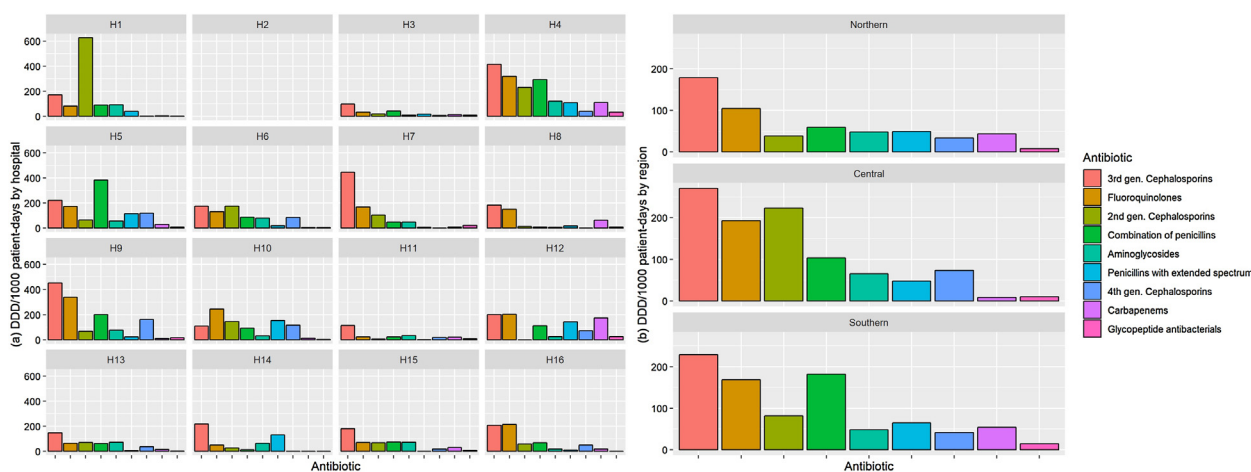 H1 H2 H3 H4
600
400
200
0
H5 H6 H7 H8
600
400
200
0
H9 H10 H11 H12
600
400
200
0
H13 H14 H15 H16
600
400
200
0
(a) DDD/1000 patient-days by hospital
Antibiotic
Northern
200
100
0
Central
200
100
0
Southern
200
100
0
(b) DDD/1000 patient-days by region
Antibiotic
Antibiotic
3rd gen. Cephalosporins
Fluoroquinolones
2nd gen. Cephalosporins
Combination of penicillins
Aminoglycosides
Penicillins with extended spectrum
4th gen. Cephalosporins
Carbapenems
Glycopeptide antibacterials